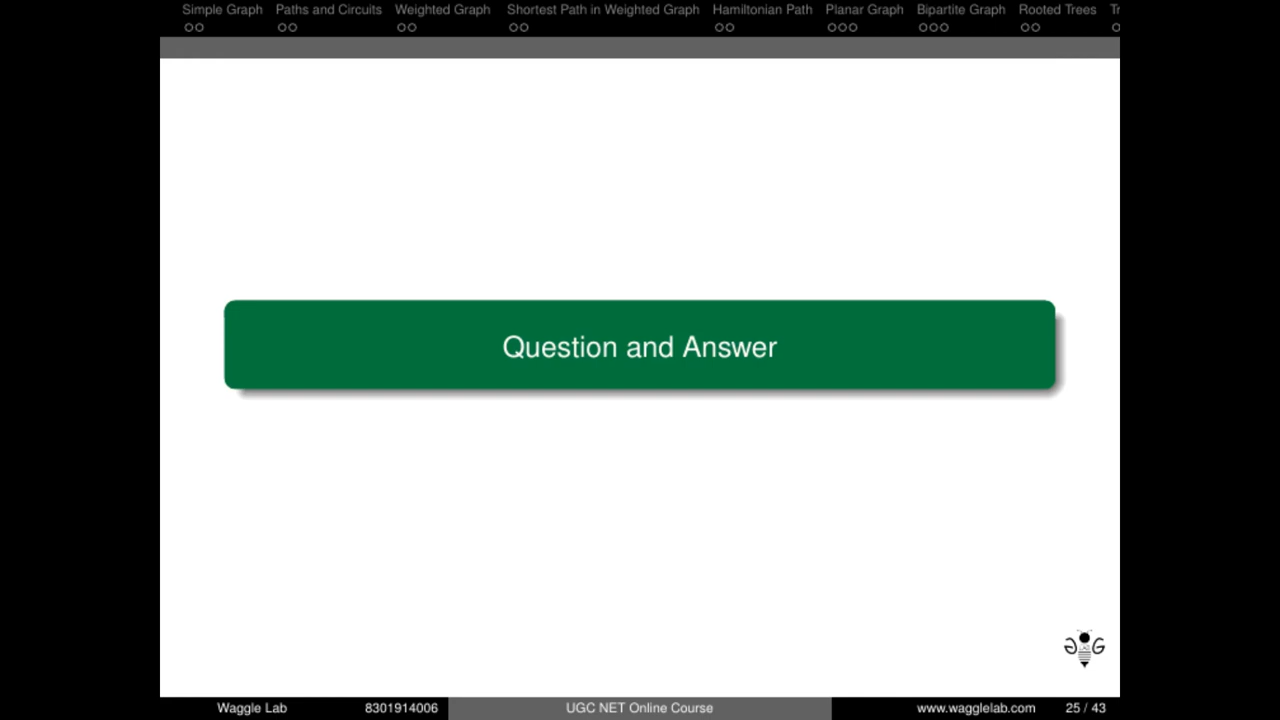 Simple Graph Paths and Circuits Weighted Graph Shortest Path in Weighted Graph Hamiltonian Path Planar Graph Bipartite Graph Rooted Trees Tr
Question and Answer
Waggle Lab 8301914006 UGC NET Online Course www.wagglelab.com 25 / 43